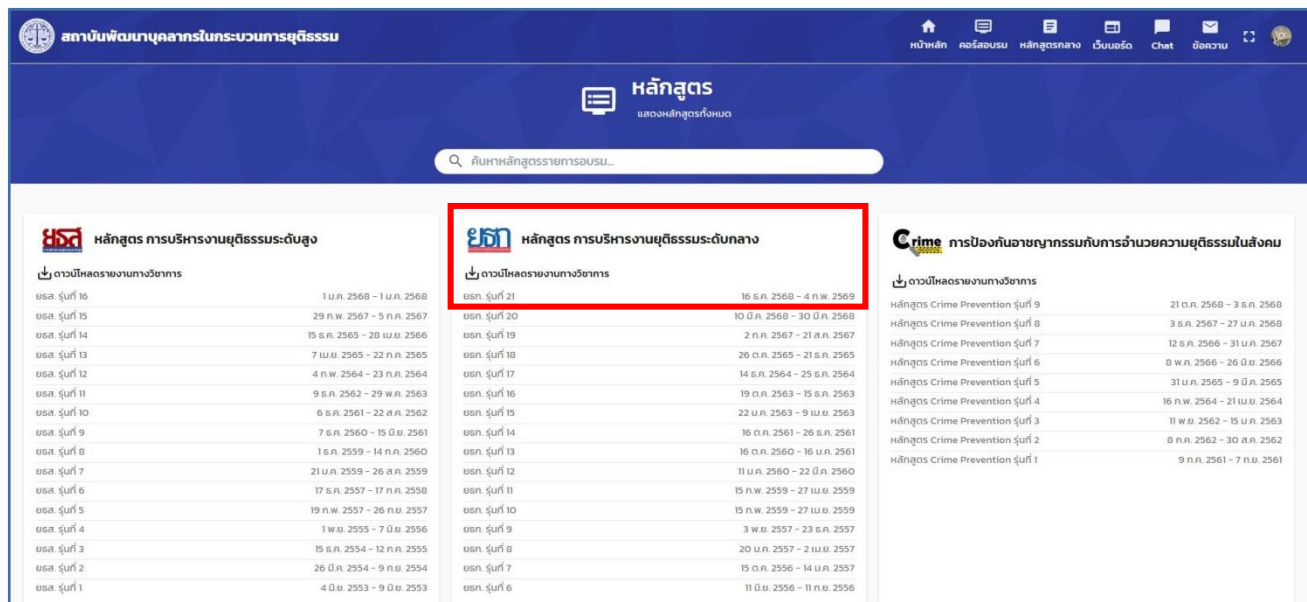 สถาบันพัฒนาบุคลากรในกระบวนการยุติธรรม
หน้าหลัก คอร์สอบรม หลักสูตรกลาง เว็บบอร์ด Chat ข้อความ
หลักสูตร
แสดงหลักสูตรทั้งหมด
ค้นหาหลักสูตรรายการอบรม...
ยธส หลักสูตร การบริหารงานยุติธรรมระดับสูง
ดาวน์โหลดรายงานทางวิชาการ
ยธส. รุ่นที่ 16 1 ม.ค. 2568 - 1 ม.ค. 2568
ยธส. รุ่นที่ 15 29 ก.พ. 2567 - 5 ก.ค. 2567
ยธส. รุ่นที่ 14 15 ธ.ค. 2565 - 28 เม.ย. 2566
ยธส. รุ่นที่ 13 7 เม.ย. 2565 - 22 ก.ค. 2565
ยธส. รุ่นที่ 12 4 ก.พ. 2564 - 23 ก.ค. 2564
ยธส. รุ่นที่ 11 9 ธ.ค. 2562 - 29 พ.ค. 2563
ยธส. รุ่นที่ 10 6 ธ.ค. 2561 - 22 ส.ค. 2562
ยธส. รุ่นที่ 9 7 ธ.ค. 2560 - 15 มิ.ย. 2561
ยธส. รุ่นที่ 8 1 ธ.ค. 2559 - 14 ก.ค. 2560
ยธส. รุ่นที่ 7 21 ม.ค. 2559 - 26 ส.ค. 2559
ยธส. รุ่นที่ 6 17 ธ.ค. 2557 - 17 ก.ค. 2558
ยธส. รุ่นที่ 5 19 ก.พ. 2557 - 26 ก.ย. 2557
ยธส. รุ่นที่ 4 1 พ.ย. 2555 - 7 มิ.ย. 2556
ยธส. รุ่นที่ 3 15 ธ.ค. 2554 - 12 ก.ค. 2555
ยธส. รุ่นที่ 2 26 มี.ค. 2554 - 9 ก.ย. 2554
ยธส. รุ่นที่ 1 4 มิ.ย. 2553 - 9 มิ.ย. 2553
ยธก หลักสูตร การบริหารงานยุติธรรมระดับกลาง
ดาวน์โหลดรายงานทางวิชาการ
ยธก. รุ่นที่ 21 16 ธ.ค. 2568 - 4 ก.พ. 2569
ยธก. รุ่นที่ 20 10 มี.ค. 2568 - 30 มี.ค. 2568
ยธก. รุ่นที่ 19 2 ก.ค. 2567 - 21 ส.ค. 2567
ยธก. รุ่นที่ 18 26 ต.ค. 2565 - 21 ธ.ค. 2565
ยธก. รุ่นที่ 17 14 ธ.ค. 2564 - 25 ธ.ค. 2564
ยธก. รุ่นที่ 16 19 ต.ค. 2563 - 15 ธ.ค. 2563
ยธก. รุ่นที่ 15 22 ม.ค. 2563 - 9 เม.ย. 2563
ยธก. รุ่นที่ 14 16 ต.ค. 2561 - 26 ธ.ค. 2561
ยธก. รุ่นที่ 13 16 ต.ค. 2560 - 16 ม.ค. 2561
ยธก. รุ่นที่ 12 11 ม.ค. 2560 - 22 มี.ค. 2560
ยธก. รุ่นที่ 11 15 ก.พ. 2559 - 27 เม.ย. 2559
ยธก. รุ่นที่ 10 15 ก.พ. 2559 - 27 เม.ย. 2559
ยธก. รุ่นที่ 9 3 พ.ย. 2557 - 23 ธ.ค. 2557
ยธก. รุ่นที่ 8 20 ม.ค. 2557 - 2 เม.ย. 2557
ยธก. รุ่นที่ 7 15 ต.ค. 2556 - 14 ม.ค. 2557
ยธก. รุ่นที่ 6 11 มิ.ย. 2556 - 11 ก.ย. 2556
Crime การป้องกันอาชญากรรมกับการอำนวยความยุติธรรมในสังคม
ดาวน์โหลดรายงานทางวิชาการ
หลักสูตร Crime Prevention รุ่นที่ 9 21 ต.ค. 2568 - 3 ธ.ค. 2568
หลักสูตร Crime Prevention รุ่นที่ 8 3 ธ.ค. 2567 - 27 ม.ค. 2568
หลักสูตร Crime Prevention รุ่นที่ 7 12 ธ.ค. 2566 - 31 ม.ค. 2567
หลักสูตร Crime Prevention รุ่นที่ 6 8 พ.ค. 2566 - 26 มิ.ย. 2566
หลักสูตร Crime Prevention รุ่นที่ 5 31 ม.ค. 2565 - 9 มี.ค. 2565
หลักสูตร Crime Prevention รุ่นที่ 4 16 ก.พ. 2564 - 21 เม.ย. 2564
หลักสูตร Crime Prevention รุ่นที่ 3 11 พ.ย. 2562 - 15 ม.ค. 2563
หลักสูตร Crime Prevention รุ่นที่ 2 8 ก.ค. 2562 - 30 ส.ค. 2562
หลักสูตร Crime Prevention รุ่นที่ 1 9 ก.ค. 2561 - 7 ก.ย. 2561